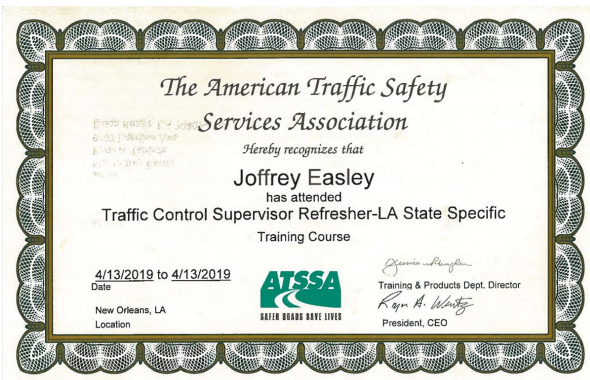 The American Traffic Safety
Services Association
Hereby recognizes that
Joffrey Easley
has attended
Traffic Control Supervisor Refresher-LA State Specific
Training Course
4/13/2019 to 4/13/2019
Date
New Orleans, LA
Location
ATSSA
SAFER ROADS SAVE LIVES
Training & Products Dept. Director
President, CEO